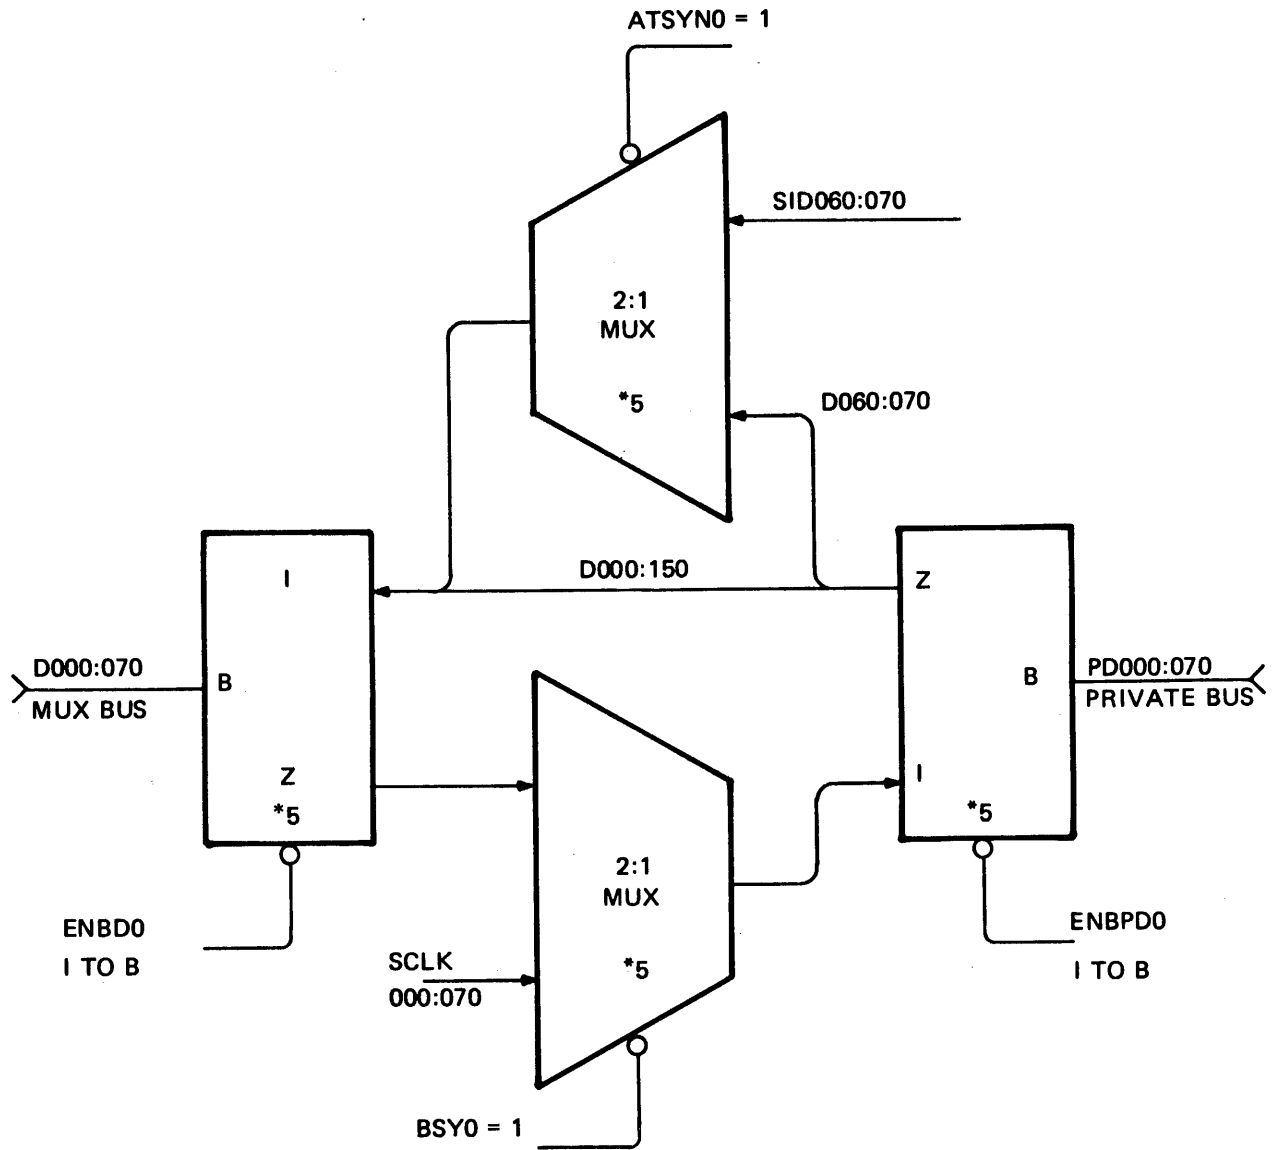 ATSYN0 = 1
SID060:070
2:1
MUX
*5
D060:070
I
D000:150
Z
D000:070
B
MUX BUS
B
PD000:070
PRIVATE BUS
Z
*5
I
*5
2:1
MUX
*5
ENBD0
I TO B
SCLK
000:070
ENBPD0
I TO B
BSY0 = 1